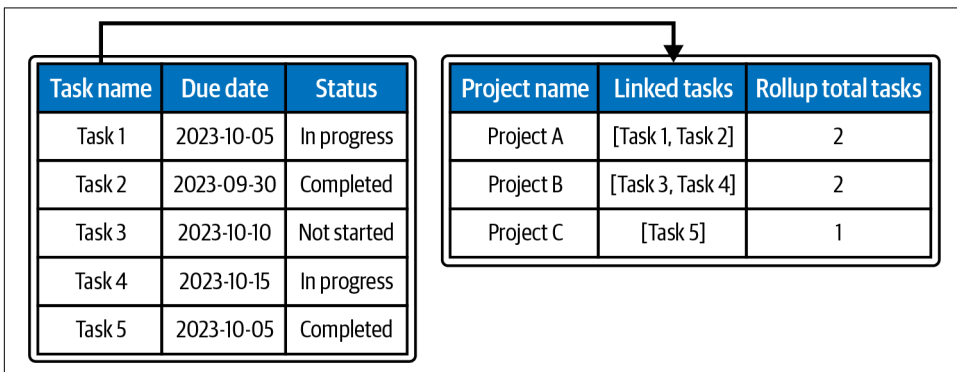 Task name Due date Status
Task 1 2023-10-05 In progress
Task 2 2023-09-30 Completed
Task 3 2023-10-10 Not started
Task 4 2023-10-15 In progress
Task 5 2023-10-05 Completed
Project name Linked tasks Rollup total tasks
Project A [Task 1, Task 2] 2
Project B [Task 3, Task 4] 2
Project C [Task 5] 1